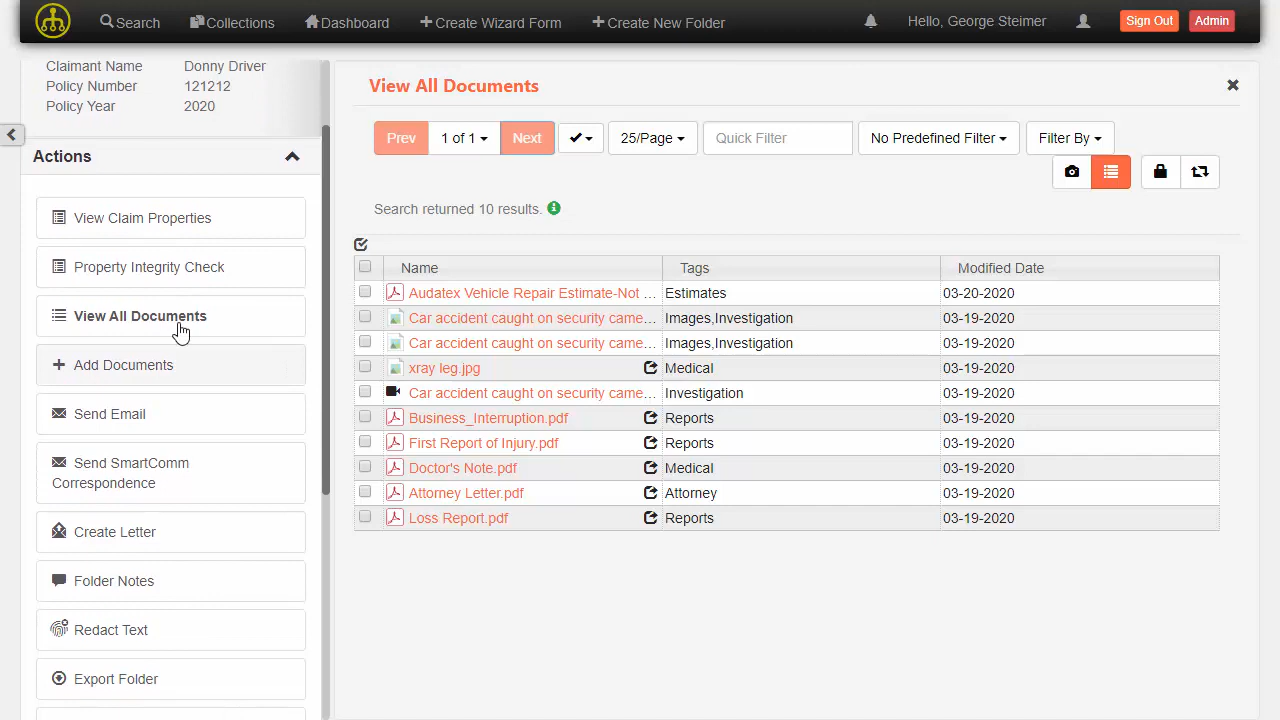 Search Collections Dashboard Create Wizard Form Create New Folder Hello, George Steimer Sign Out Admin
Claimant Name Donny Driver
Policy Number 121212
Policy Year 2020
Actions
View Claim Properties
Property Integrity Check
View All Documents
Add Documents
Send Email
Send SmartComm
Correspondence
Create Letter
Folder Notes
Redact Text
Export Folder
View All Documents
Prev 1 of 1 Next 25/Page Quick Filter No Predefined Filter Filter By
Search returned 10 results.
Name Tags Modified Date
Audatex Vehicle Repair Estimate-Not ... Estimates 03-20-2020
Car accident caught on security came... Images,Investigation 03-19-2020
Car accident caught on security came... Images,Investigation 03-19-2020
xray leg.jpg Medical 03-19-2020
Car accident caught on security came... Investigation 03-19-2020
Business_Interruption.pdf Reports 03-19-2020
First Report of Injury.pdf Reports 03-19-2020
Doctor's Note.pdf Medical 03-19-2020
Attorney Letter.pdf Attorney 03-19-2020
Loss Report.pdf Reports 03-19-2020